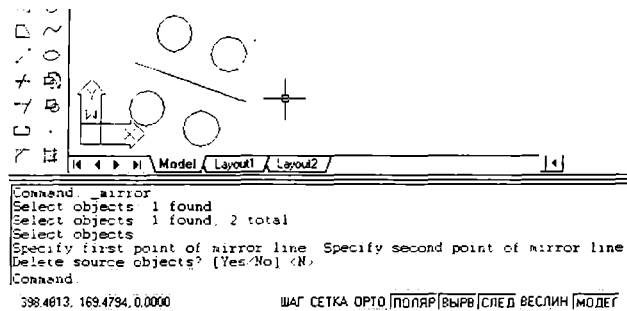 Y
W
X
Model Layout1 Layout2
Command: _mirror
Select objects: 1 found
Select objects: 1 found, 2 total
Select objects:
Specify first point of mirror line: Specify second point of mirror line
Delete source objects? [Yes/No] <N>
Command:
398.4813, 169.4794, 0.0000 ШАГ СЕТКА ОРТО ПОЛЯР ВЫРВ СЛЕД ВЕСЛИН МОДЕЛ